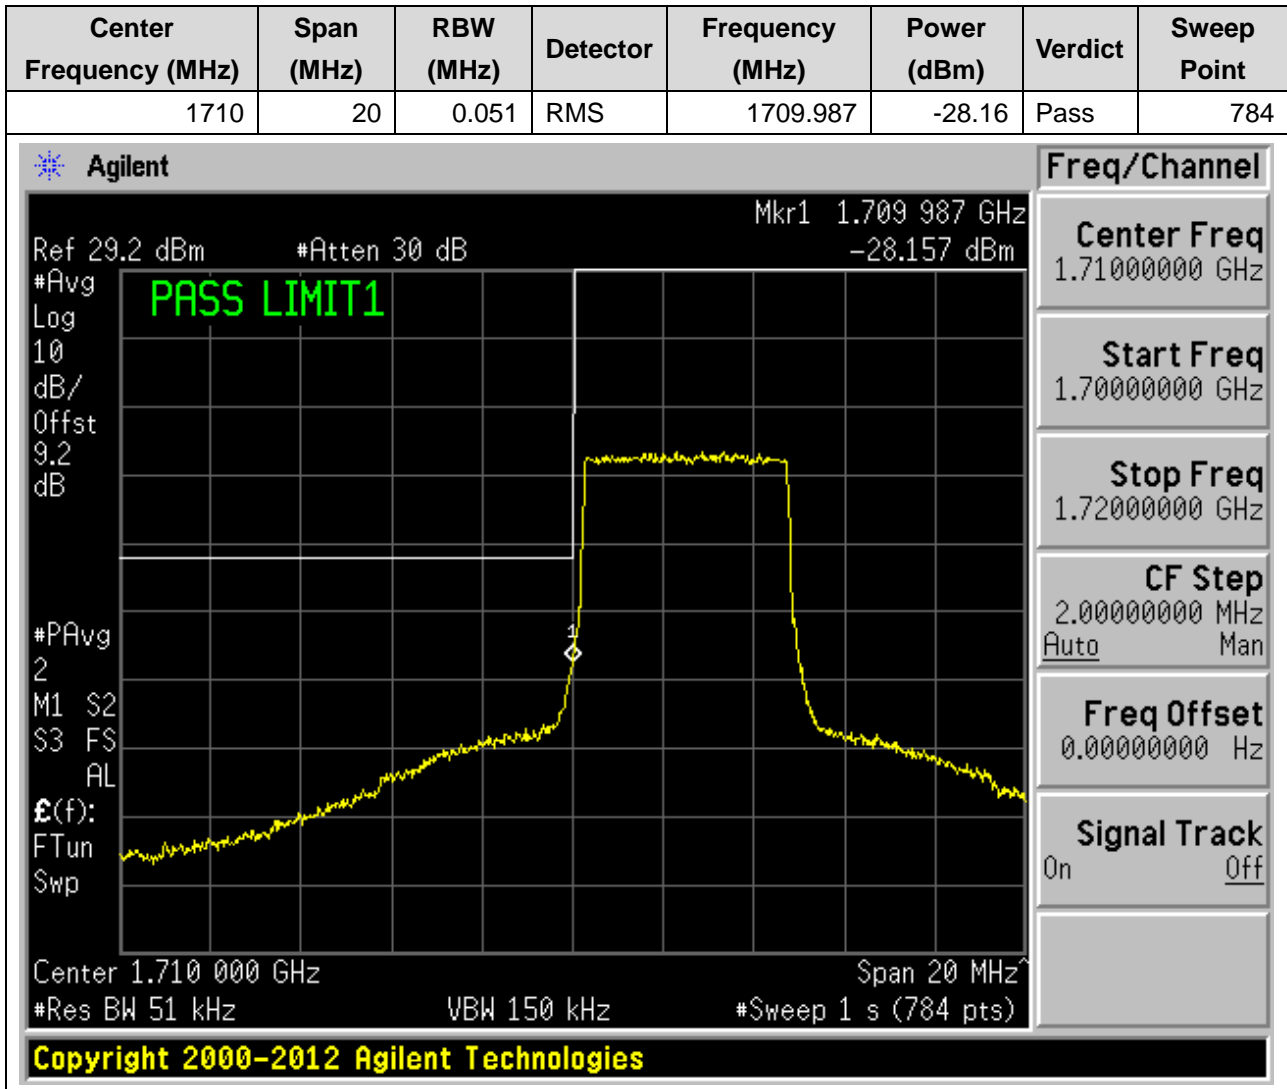 Center Frequency (MHz) Span (MHz) RBW (MHz) Detector Frequency (MHz) Power (dBm) Verdict Sweep Point
1710 20 0.051 RMS 1709.987 -28.16 Pass 784
Agilent
Freq/Channel
Mkr1 1.709 987 GHz
Ref 29.2 dBm #Atten 30 dB -28.157 dBm
#Avg
Log
10
dB/
Offst
9.2
dB
PASS LIMIT1
1
#PAvg
2
M1 S2
S3 FS
AL
£(f):
FTun
Swp
Center 1.710 000 GHz Span 20 MHz^
#Res BW 51 kHz VBW 150 kHz #Sweep 1 s (784 pts)
Center Freq
1.71000000 GHz
Start Freq
1.70000000 GHz
Stop Freq
1.72000000 GHz
CF Step
2.00000000 MHz
Auto Man
Freq Offset
0.00000000 Hz
Signal Track
On Off
Copyright 2000-2012 Agilent Technologies